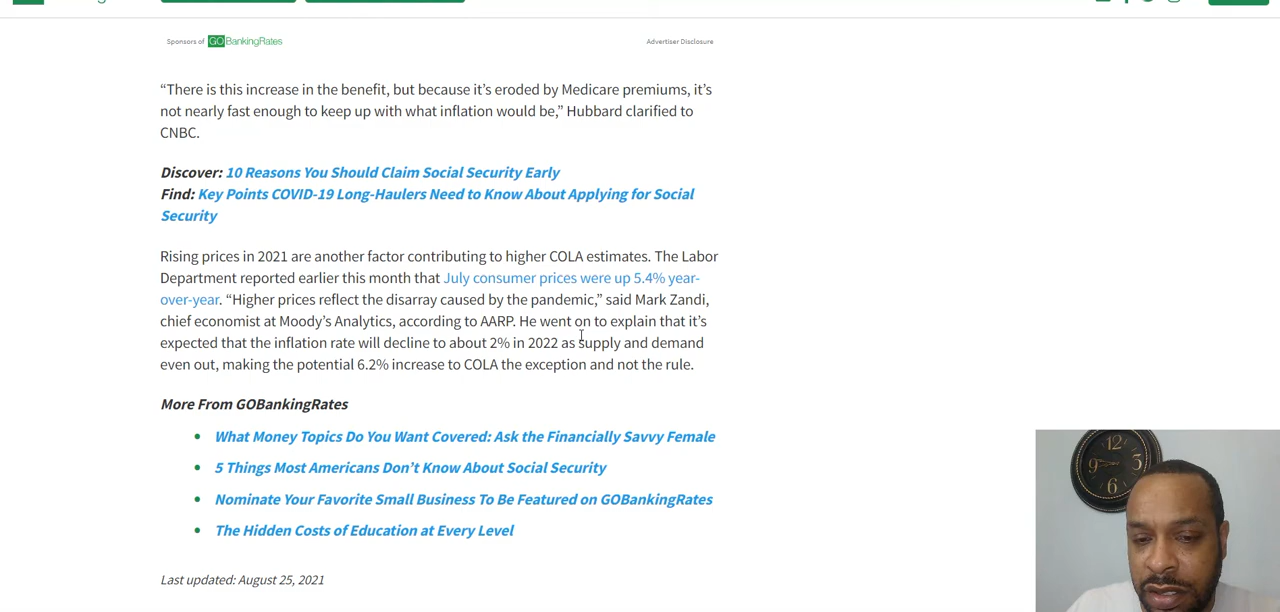 Sponsors of GOBankingRates
Advertiser Disclosure
“There is this increase in the benefit, but because it’s eroded by Medicare premiums, it’s
not nearly fast enough to keep up with what inflation would be,” Hubbard clarified to
CNBC.
Discover: 10 Reasons You Should Claim Social Security Early
Find: Key Points COVID-19 Long-Haulers Need to Know About Applying for Social
Security
Rising prices in 2021 are another factor contributing to higher COLA estimates. The Labor
Department reported earlier this month that July consumer prices were up 5.4% year-
over-year. “Higher prices reflect the disarray caused by the pandemic,” said Mark Zandi,
chief economist at Moody’s Analytics, according to AARP. He went on to explain that it’s
expected that the inflation rate will decline to about 2% in 2022 as supply and demand
even out, making the potential 6.2% increase to COLA the exception and not the rule.
More From GOBankingRates
• What Money Topics Do You Want Covered: Ask the Financially Savvy Female
• 5 Things Most Americans Don’t Know About Social Security
• Nominate Your Favorite Small Business To Be Featured on GOBankingRates
• The Hidden Costs of Education at Every Level
Last updated: August 25, 2021
12
9
3
6